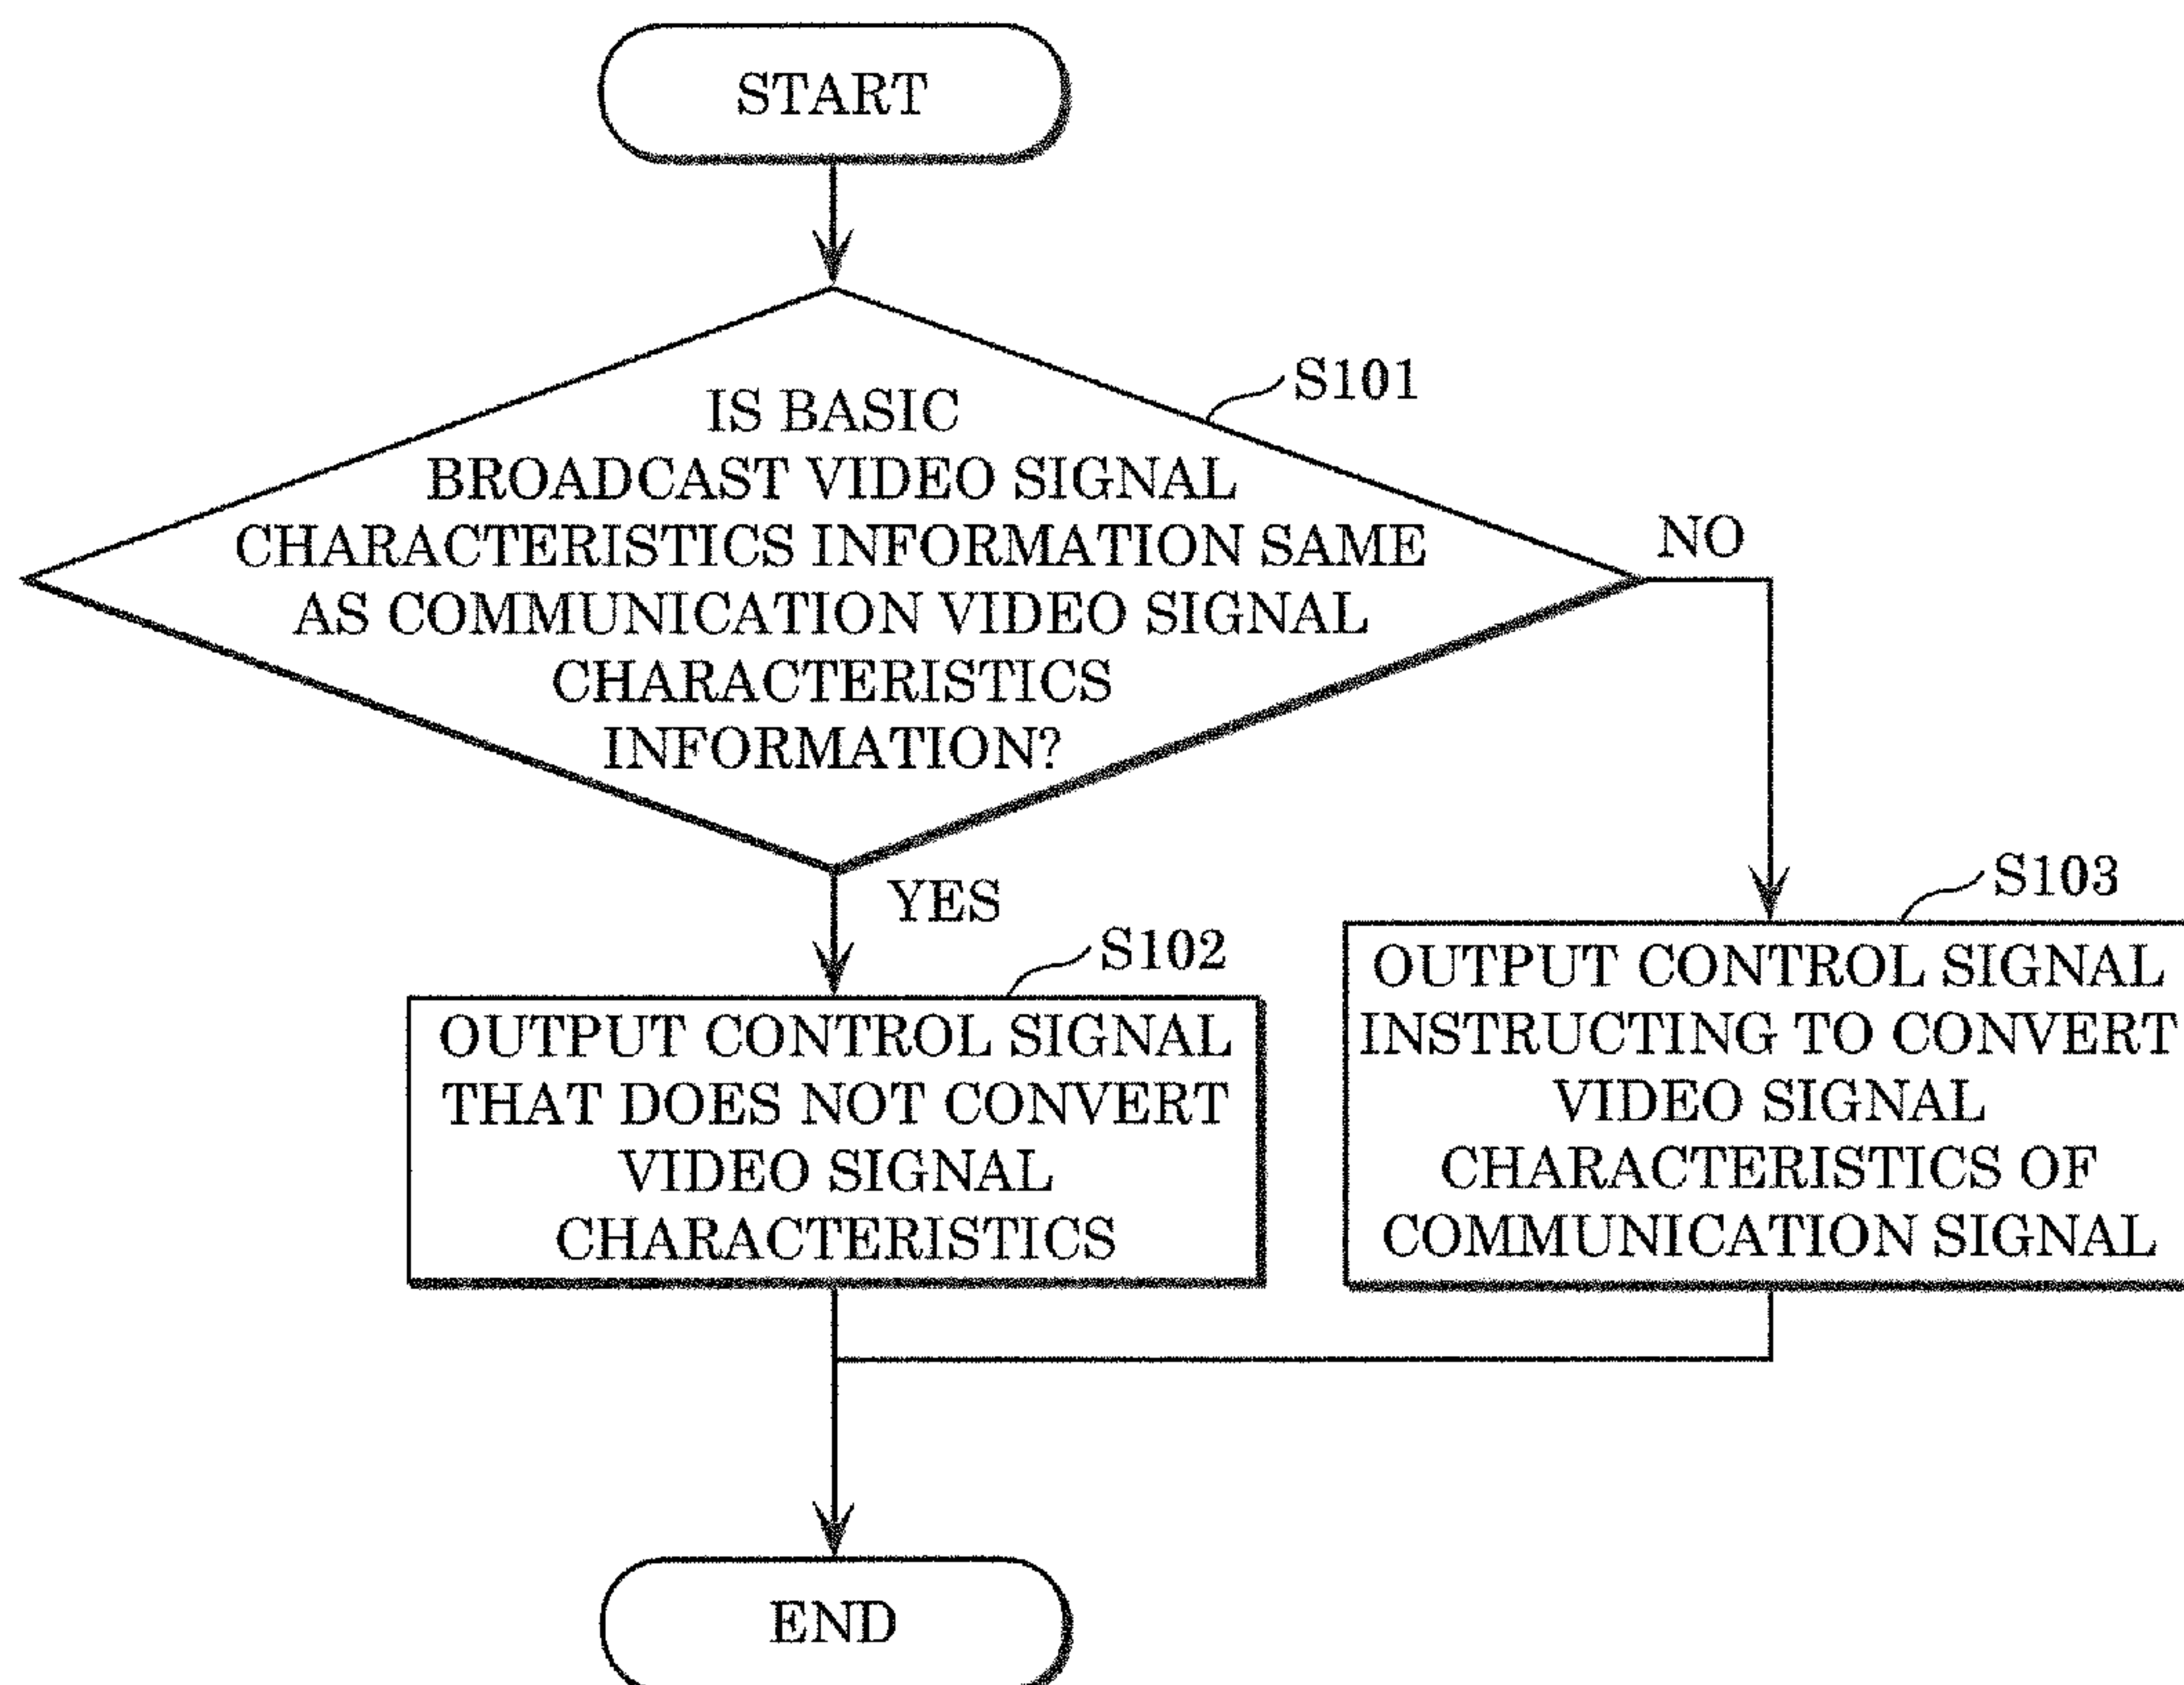 START
S101
IS BASIC
BROADCAST VIDEO SIGNAL
CHARACTERISTICS INFORMATION SAME
AS COMMUNICATION VIDEO SIGNAL
CHARACTERISTICS
INFORMATION?
NO
YES
S102
OUTPUT CONTROL SIGNAL
THAT DOES NOT CONVERT
VIDEO SIGNAL
CHARACTERISTICS
S103
OUTPUT CONTROL SIGNAL
INSTRUCTING TO CONVERT
VIDEO SIGNAL
CHARACTERISTICS OF
COMMUNICATION SIGNAL
END